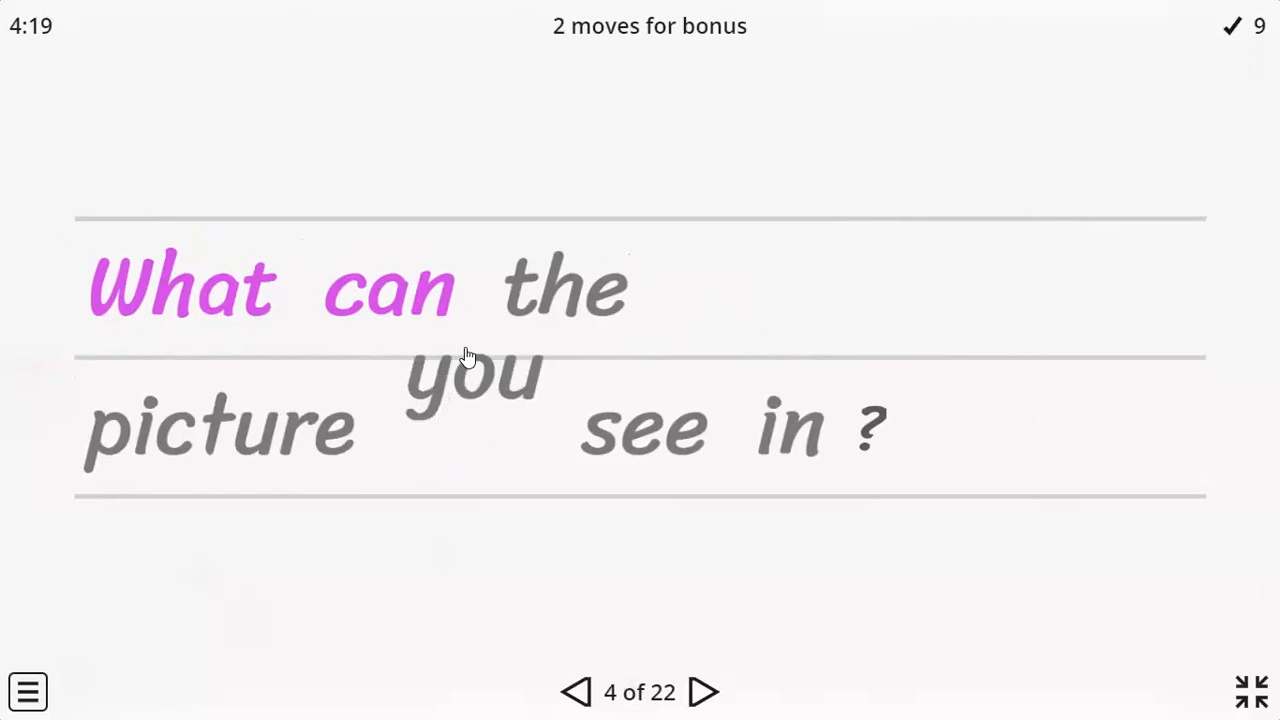 4:19 2 moves for bonus ✓ 9
What can the
you
picture see in ?
4 of 22